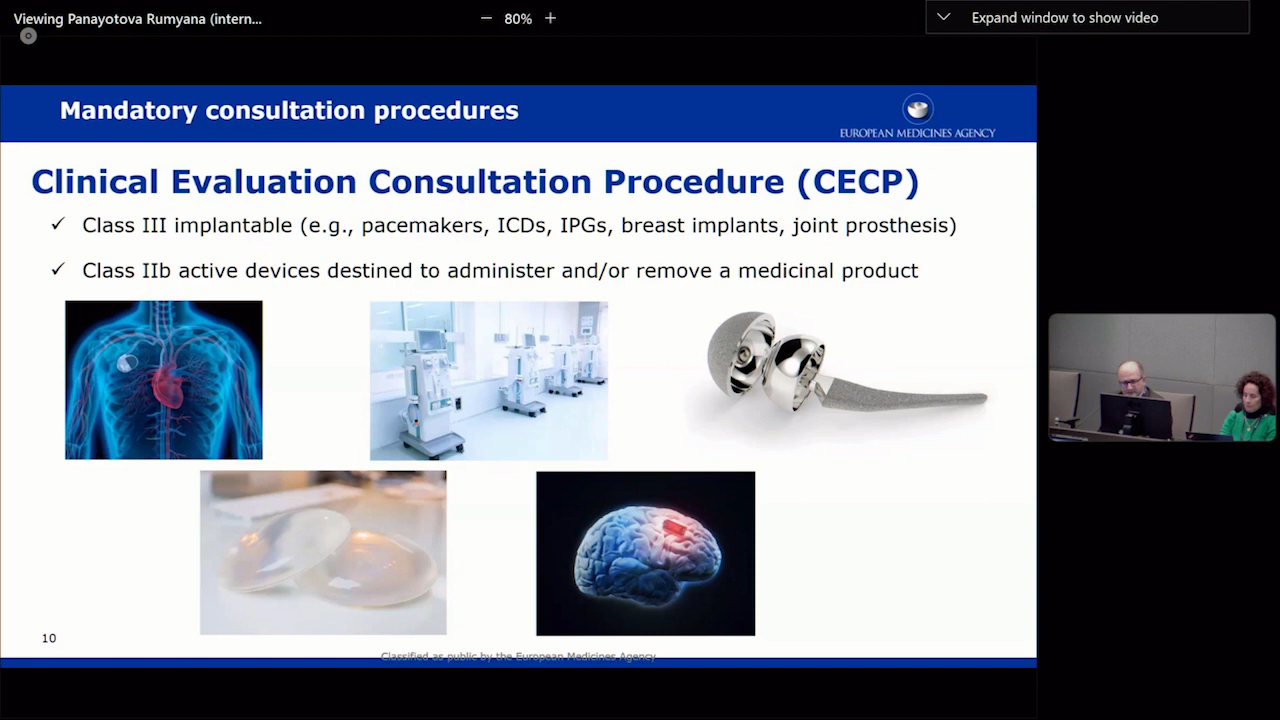 Viewing Panayotova Rumyana (intern...
80%
Expand window to show video
Mandatory consultation procedures
EUROPEAN MEDICINES AGENCY
Clinical Evaluation Consultation Procedure (CECP)
✓ Class III implantable (e.g., pacemakers, ICDs, IPGs, breast implants, joint prosthesis)
✓ Class IIb active devices destined to administer and/or remove a medicinal product
10
Classified as public by the European Medicines Agency